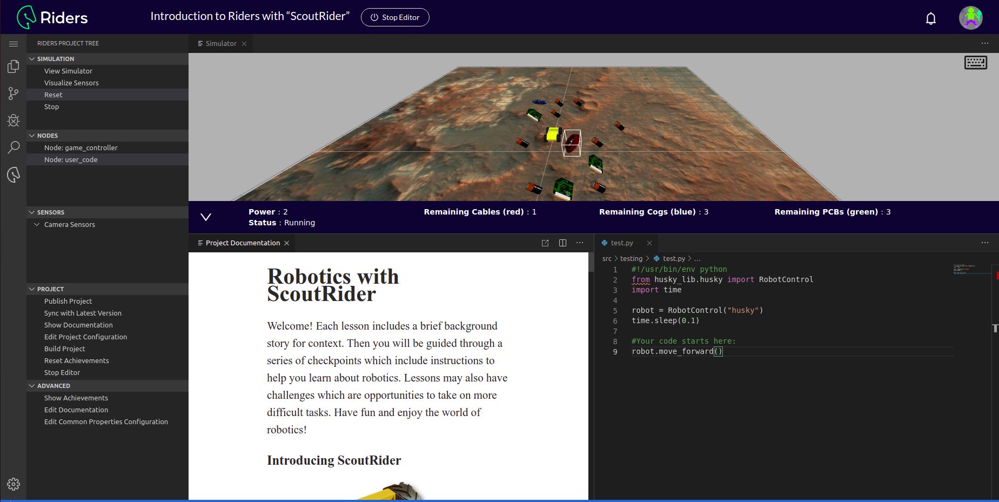 Riders
Introduction to Riders with “ScoutRider”
Stop Editor
RIDERS PROJECT TREE
SIMULATION
View Simulator
Visualize Sensors
Reset
Stop
NODES
Node: game_controller
Node: user_code
SENSORS
Camera Sensors
PROJECT
Publish Project
Sync with Latest Version
Show Documentation
Edit Project Configuration
Build Project
Reset Achievements
Stop Editor
ADVANCED
Show Achievements
Edit Documentation
Edit Common Properties Configuration
Simulator
Power : 2
Status : Running
Remaining Cables (red) : 1
Remaining Cogs (blue) : 3
Remaining PCBs (green) : 3
Project Documentation
Robotics with
ScoutRider
Welcome! Each lesson includes a brief background
story for context. Then you will be guided through a
series of checkpoints which include instructions to
help you learn about robotics. Lessons may also have
challenges which are opportunities to take on more
difficult tasks. Have fun and enjoy the world of
robotics!
Introducing ScoutRider
test.py
src > testing > test.py > ...
1 #!/usr/bin/env python
2 from husky_lib.husky import RobotControl
3 import time
4
5 robot = RobotControl("husky")
6 time.sleep(0.1)
7
8 #Your code starts here:
9 robot.move_forward()